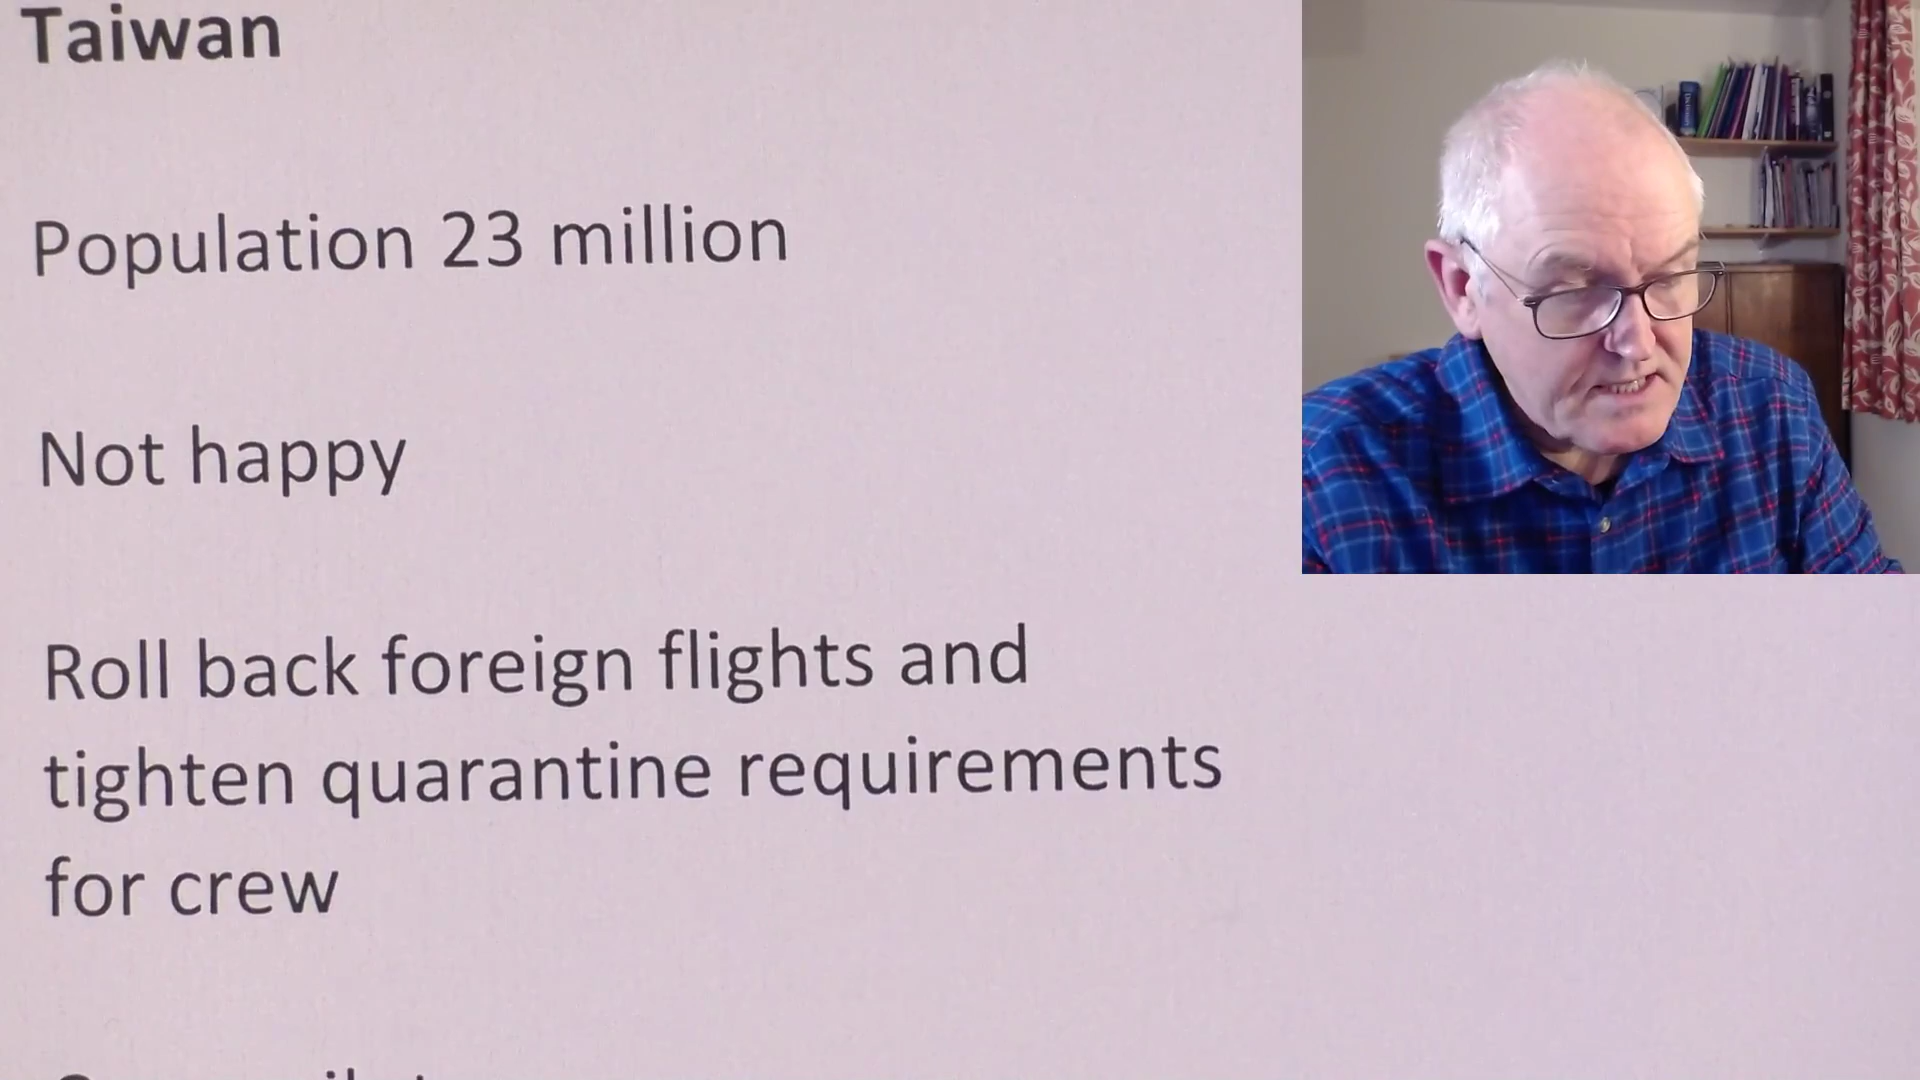 Taiwan
Population 23 million
Not happy
Roll back foreign flights and
tighten quarantine requirements
for crew